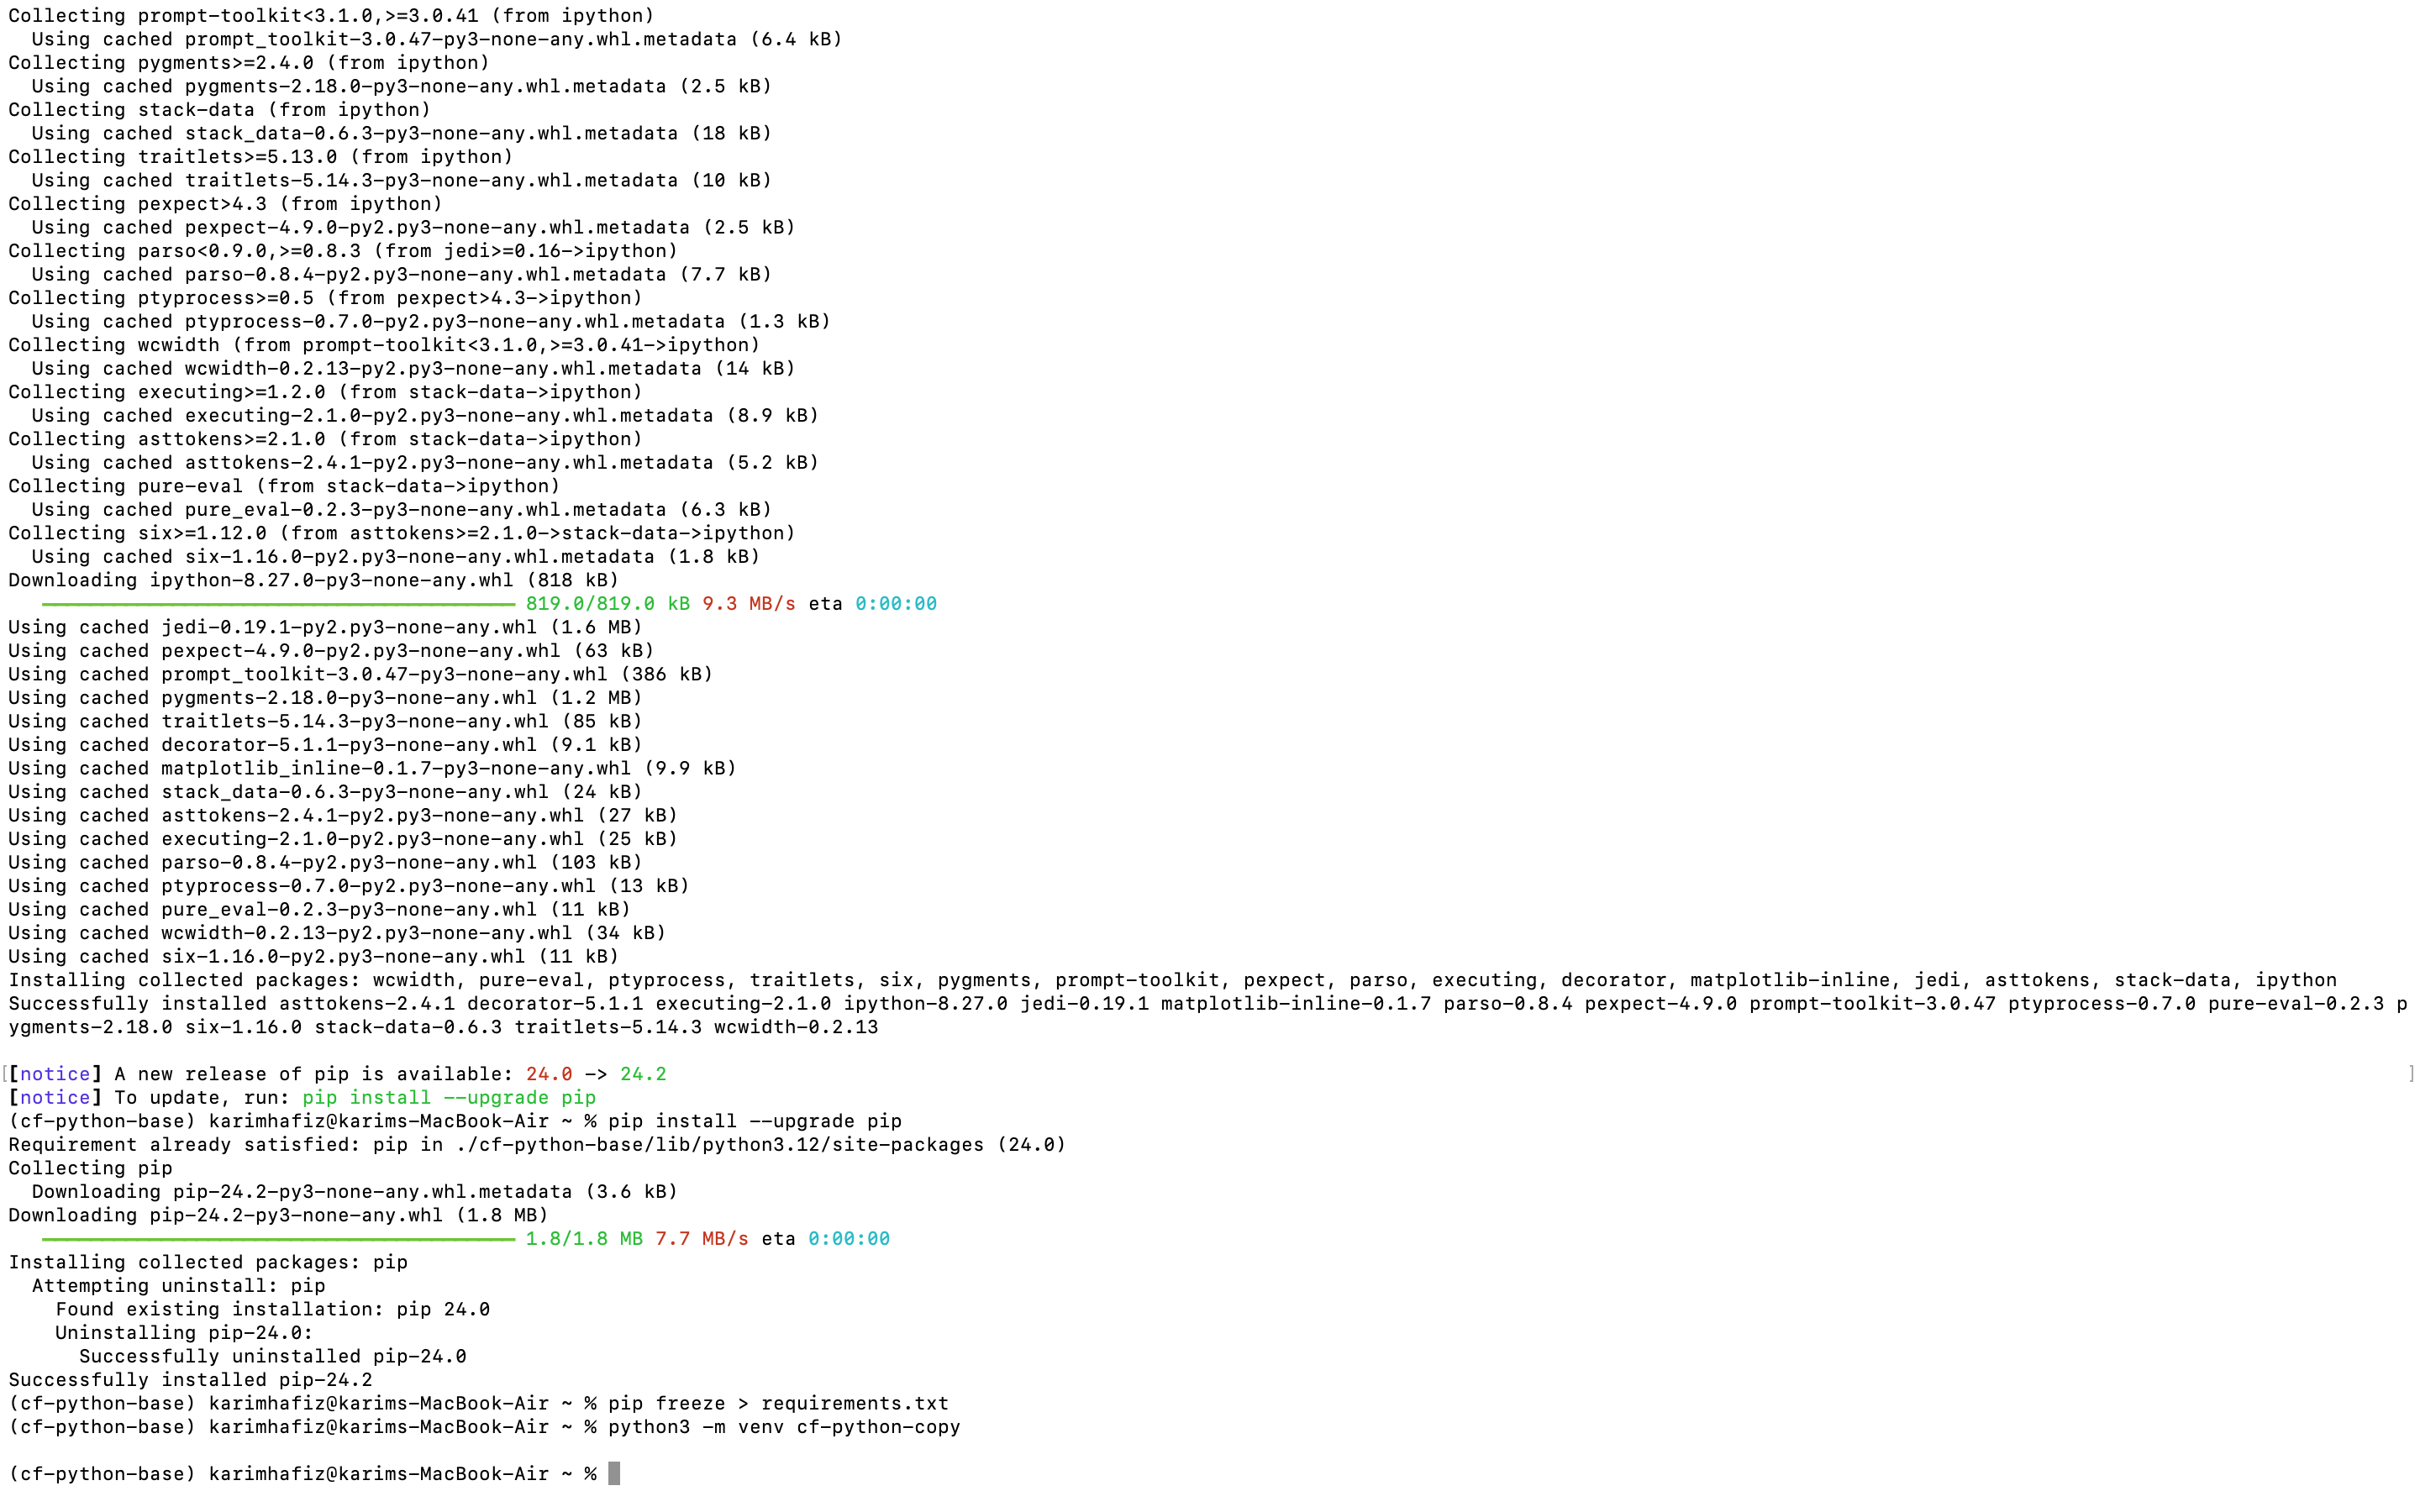 Collecting prompt-toolkit<3.1.0,>=3.0.41 (from ipython)
  Using cached prompt_toolkit-3.0.47-py3-none-any.whl.metadata (6.4 kB)
Collecting pygments>=2.4.0 (from ipython)
  Using cached pygments-2.18.0-py3-none-any.whl.metadata (2.5 kB)
Collecting stack-data (from ipython)
  Using cached stack_data-0.6.3-py3-none-any.whl.metadata (18 kB)
Collecting traitlets>=5.13.0 (from ipython)
  Using cached traitlets-5.14.3-py3-none-any.whl.metadata (10 kB)
Collecting pexpect>4.3 (from ipython)
  Using cached pexpect-4.9.0-py2.py3-none-any.whl.metadata (2.5 kB)
Collecting parso<0.9.0,>=0.8.3 (from jedi>=0.16->ipython)
  Using cached parso-0.8.4-py2.py3-none-any.whl.metadata (7.7 kB)
Collecting ptyprocess>=0.5 (from pexpect>4.3->ipython)
  Using cached ptyprocess-0.7.0-py2.py3-none-any.whl.metadata (1.3 kB)
Collecting wcwidth (from prompt-toolkit<3.1.0,>=3.0.41->ipython)
  Using cached wcwidth-0.2.13-py2.py3-none-any.whl.metadata (14 kB)
Collecting executing>=1.2.0 (from stack-data->ipython)
  Using cached executing-2.1.0-py2.py3-none-any.whl.metadata (8.9 kB)
Collecting asttokens>=2.1.0 (from stack-data->ipython)
  Using cached asttokens-2.4.1-py2.py3-none-any.whl.metadata (5.2 kB)
Collecting pure-eval (from stack-data->ipython)
  Using cached pure_eval-0.2.3-py3-none-any.whl.metadata (6.3 kB)
Collecting six>=1.12.0 (from asttokens>=2.1.0->stack-data->ipython)
  Using cached six-1.16.0-py2.py3-none-any.whl.metadata (1.8 kB)
Downloading ipython-8.27.0-py3-none-any.whl (818 kB)
819.0/819.0 kB 9.3 MB/s eta 0:00:00
Using cached jedi-0.19.1-py2.py3-none-any.whl (1.6 MB)
Using cached pexpect-4.9.0-py2.py3-none-any.whl (63 kB)
Using cached prompt_toolkit-3.0.47-py3-none-any.whl (386 kB)
Using cached pygments-2.18.0-py3-none-any.whl (1.2 MB)
Using cached traitlets-5.14.3-py3-none-any.whl (85 kB)
Using cached decorator-5.1.1-py3-none-any.whl (9.1 kB)
Using cached matplotlib_inline-0.1.7-py3-none-any.whl (9.9 kB)
Using cached stack_data-0.6.3-py3-none-any.whl (24 kB)
Using cached asttokens-2.4.1-py2.py3-none-any.whl (27 kB)
Using cached executing-2.1.0-py2.py3-none-any.whl (25 kB)
Using cached parso-0.8.4-py2.py3-none-any.whl (103 kB)
Using cached ptyprocess-0.7.0-py2.py3-none-any.whl (13 kB)
Using cached pure_eval-0.2.3-py3-none-any.whl (11 kB)
Using cached wcwidth-0.2.13-py2.py3-none-any.whl (34 kB)
Using cached six-1.16.0-py2.py3-none-any.whl (11 kB)
Installing collected packages: wcwidth, pure-eval, ptyprocess, traitlets, six, pygments, prompt-toolkit, pexpect, parso, executing, decorator, matplotlib-inline, jedi, asttokens, stack-data, ipython
Successfully installed asttokens-2.4.1 decorator-5.1.1 executing-2.1.0 ipython-8.27.0 jedi-0.19.1 matplotlib-inline-0.1.7 parso-0.8.4 pexpect-4.9.0 prompt-toolkit-3.0.47 ptyprocess-0.7.0 pure-eval-0.2.3 p
ygments-2.18.0 six-1.16.0 stack-data-0.6.3 traitlets-5.14.3 wcwidth-0.2.13

[[notice] A new release of pip is available: 24.0 -> 24.2 ]
[notice] To update, run: pip install --upgrade pip
(cf-python-base) karimhafiz@karims-MacBook-Air ~ % pip install --upgrade pip
Requirement already satisfied: pip in ./cf-python-base/lib/python3.12/site-packages (24.0)
Collecting pip
  Downloading pip-24.2-py3-none-any.whl.metadata (3.6 kB)
Downloading pip-24.2-py3-none-any.whl (1.8 MB)
1.8/1.8 MB 7.7 MB/s eta 0:00:00
Installing collected packages: pip
  Attempting uninstall: pip
    Found existing installation: pip 24.0
    Uninstalling pip-24.0:
      Successfully uninstalled pip-24.0
Successfully installed pip-24.2
(cf-python-base) karimhafiz@karims-MacBook-Air ~ % pip freeze > requirements.txt
(cf-python-base) karimhafiz@karims-MacBook-Air ~ % python3 -m venv cf-python-copy

(cf-python-base) karimhafiz@karims-MacBook-Air ~ %